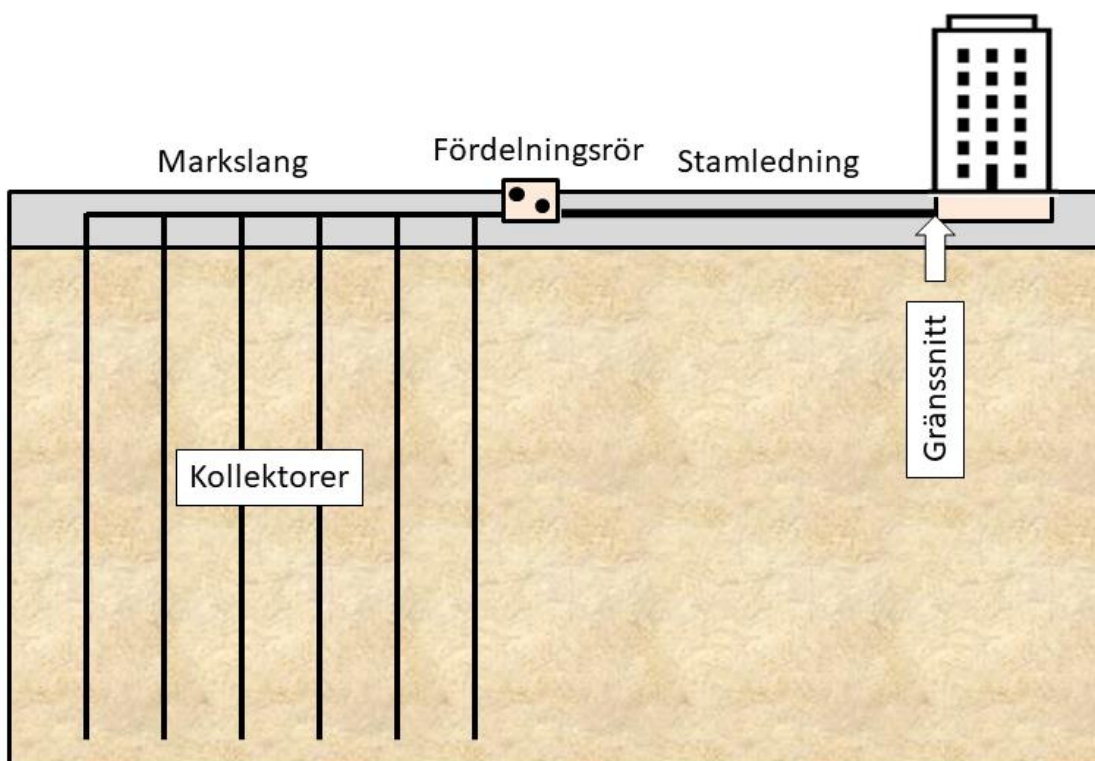 Markslang
Fördelningsrör
Stamledning
Gränssnitt
Kollektorer